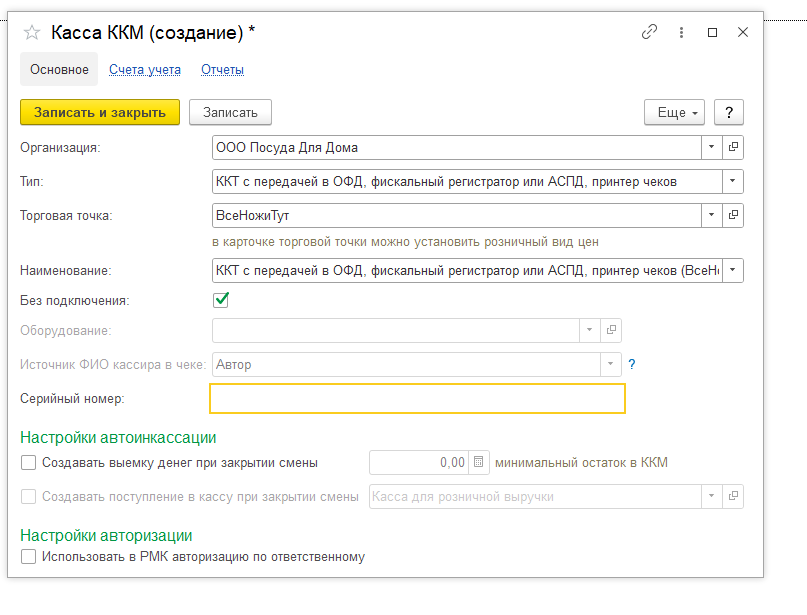 Касса ККМ (создание) *
Основное Счета учета Отчеты
Записать и закрыть Записать Еще ?
Организация: ООО Посуда Для Дома
Тип: ККТ с передачей в ОФД, фискальный регистратор или АСПД, принтер чеков
Торговая точка: ВсеНожиТут
в карточке торговой точки можно установить розничный вид цен
Наименование: ККТ с передачей в ОФД, фискальный регистратор или АСПД, принтер чеков (ВсеНо
Без подключения:
Оборудование:
Источник ФИО кассира в чеке: Автор ?
Серийный номер:
Настройки автоинкассации
Создавать выемку денег при закрытии смены 0,00 минимальный остаток в ККМ
Создавать поступление в кассу при закрытии смены Касса для розничной выручки
Настройки авторизации
Использовать в РМК авторизацию по ответственному